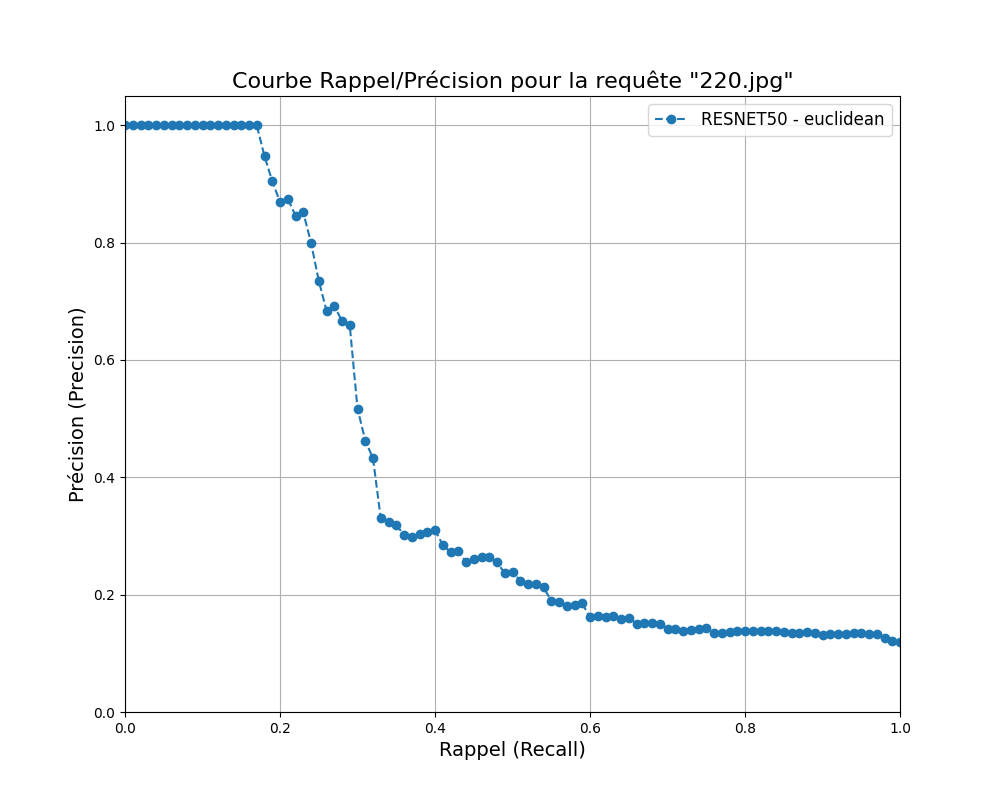 Courbe Rappel/Précision pour la requête "220.jpg"
RESNET50 - euclidean
Précision (Precision)
1.0
0.8
0.6
0.4
0.2
0.0
0.0 0.2 0.4 0.6 0.8 1.0
Rappel (Recall)